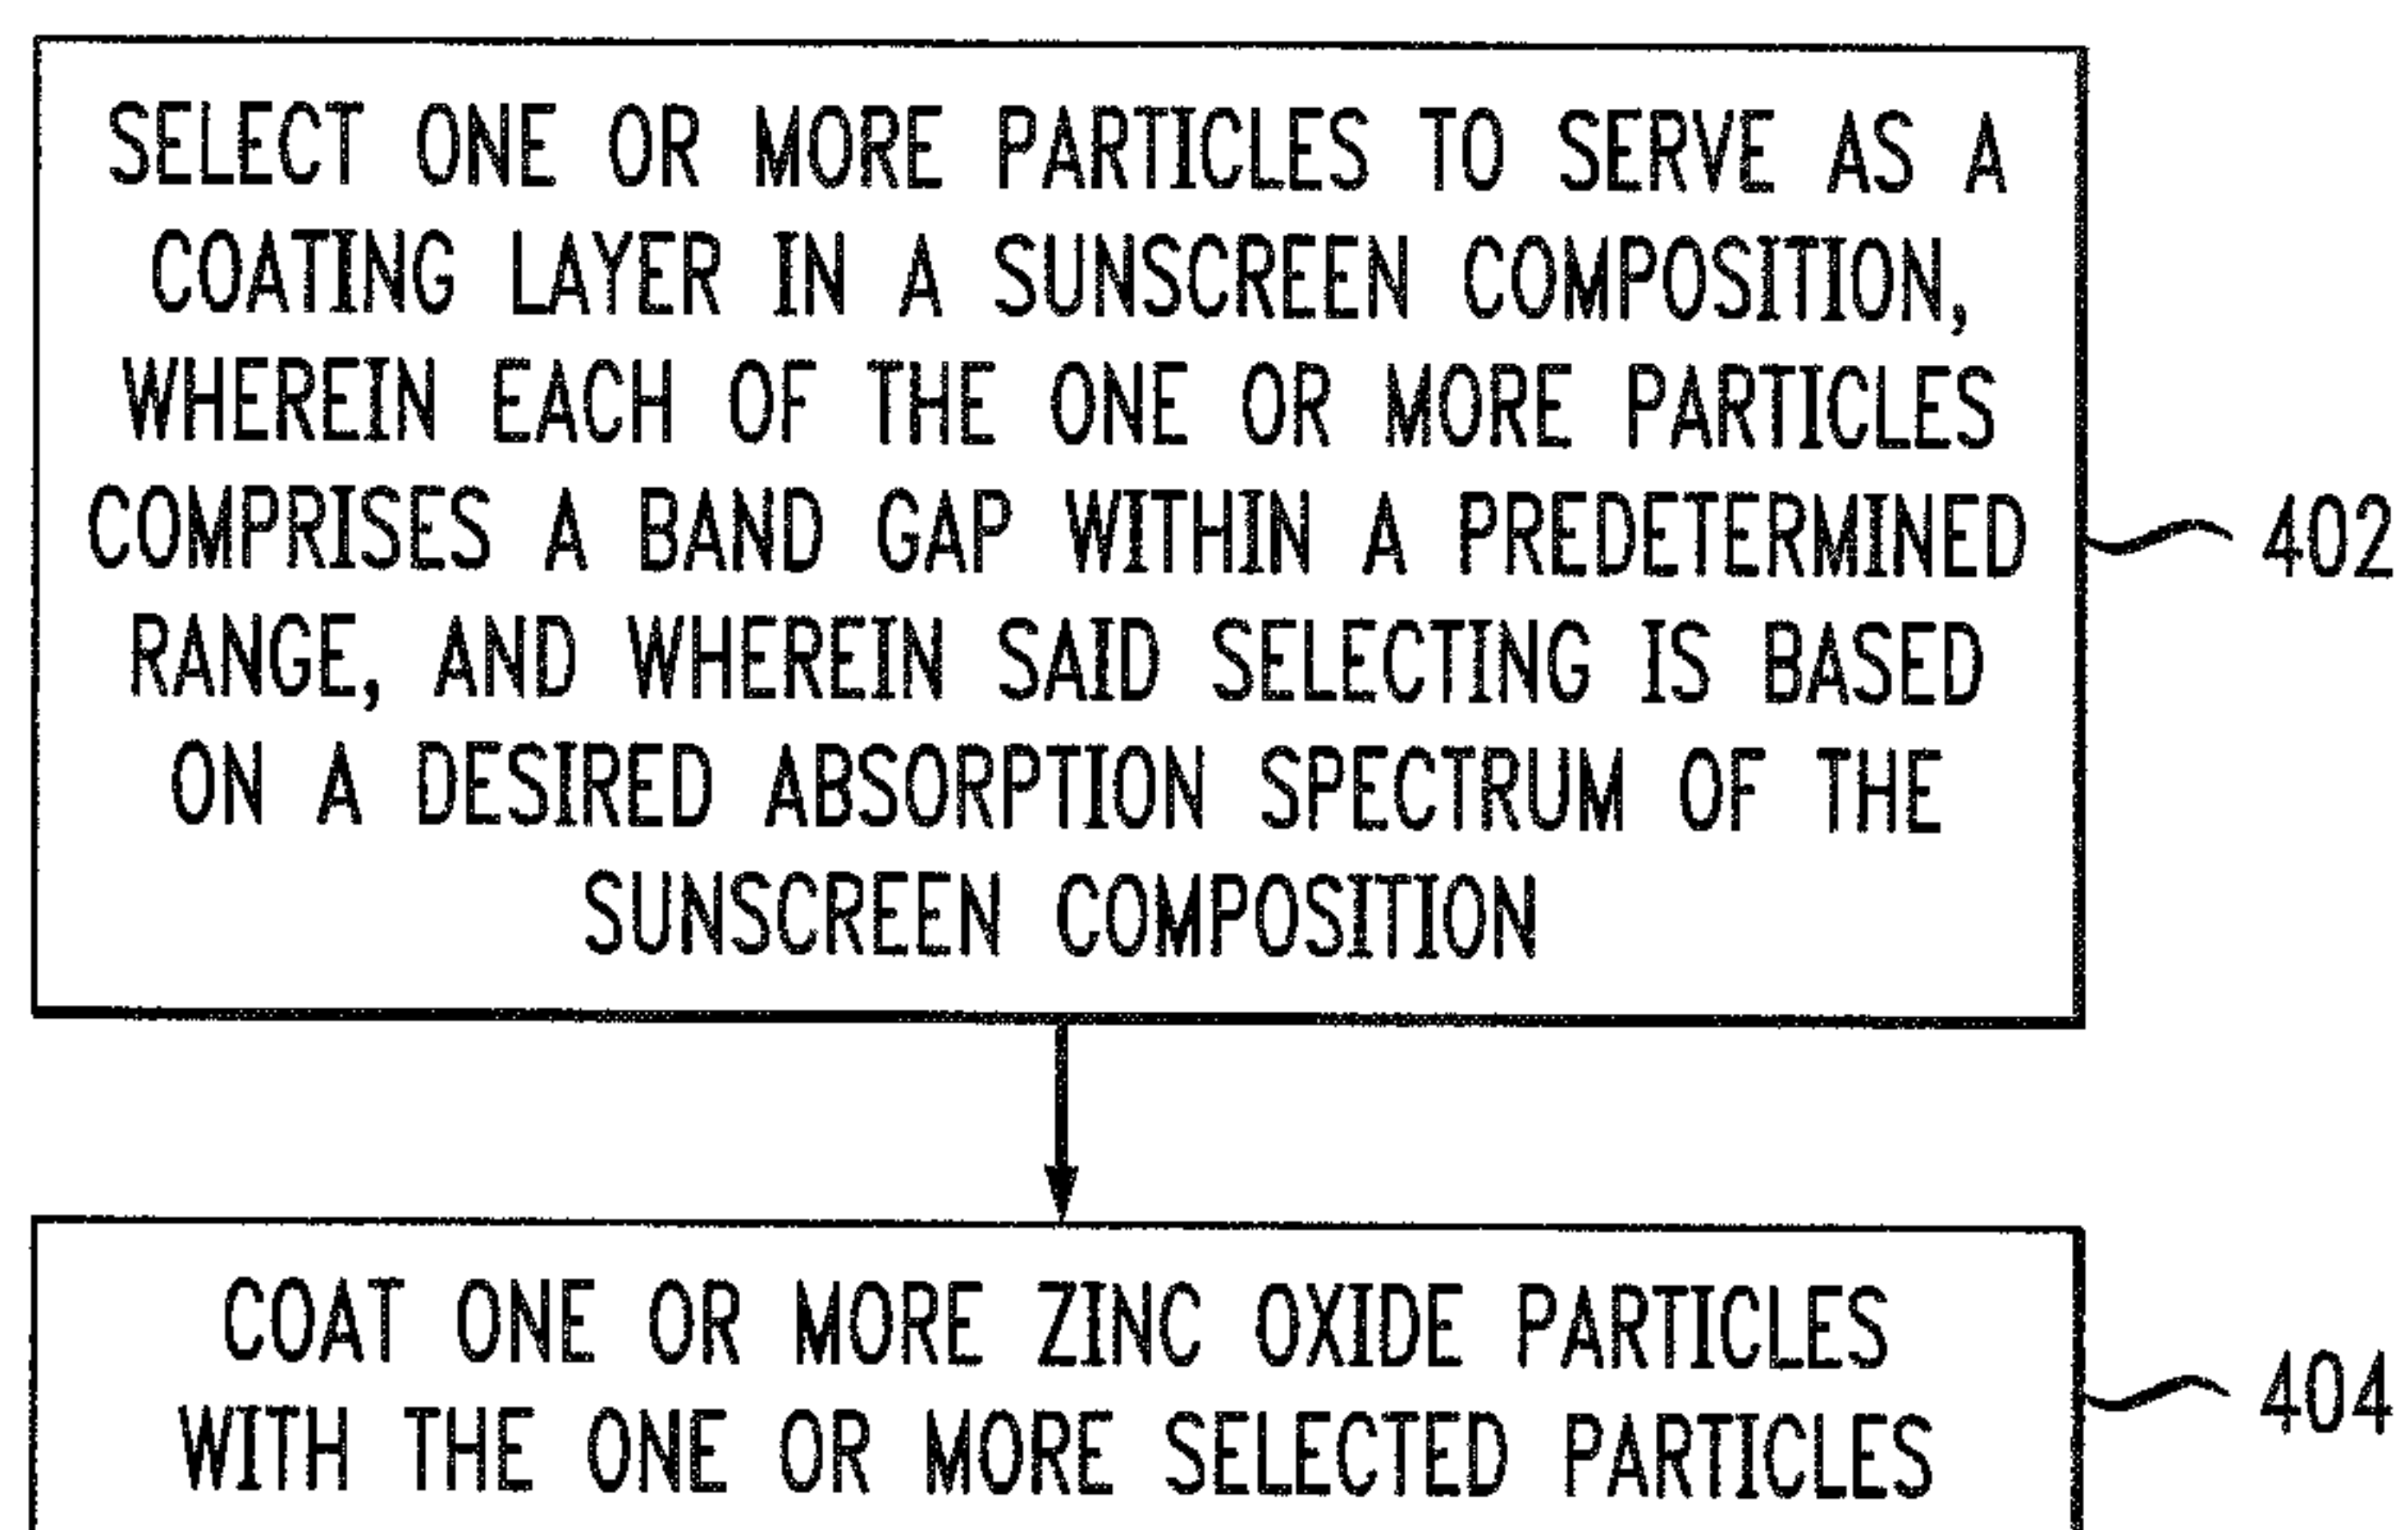 SELECT ONE OR MORE PARTICLES TO SERVE AS A
COATING LAYER IN A SUNSCREEN COMPOSITION,
WHEREIN EACH OF THE ONE OR MORE PARTICLES
COMPRISES A BAND GAP WITHIN A PREDETERMINED
RANGE, AND WHEREIN SAID SELECTING IS BASED
ON A DESIRED ABSORPTION SPECTRUM OF THE
SUNSCREEN COMPOSITION
402
COAT ONE OR MORE ZINC OXIDE PARTICLES
WITH THE ONE OR MORE SELECTED PARTICLES
404